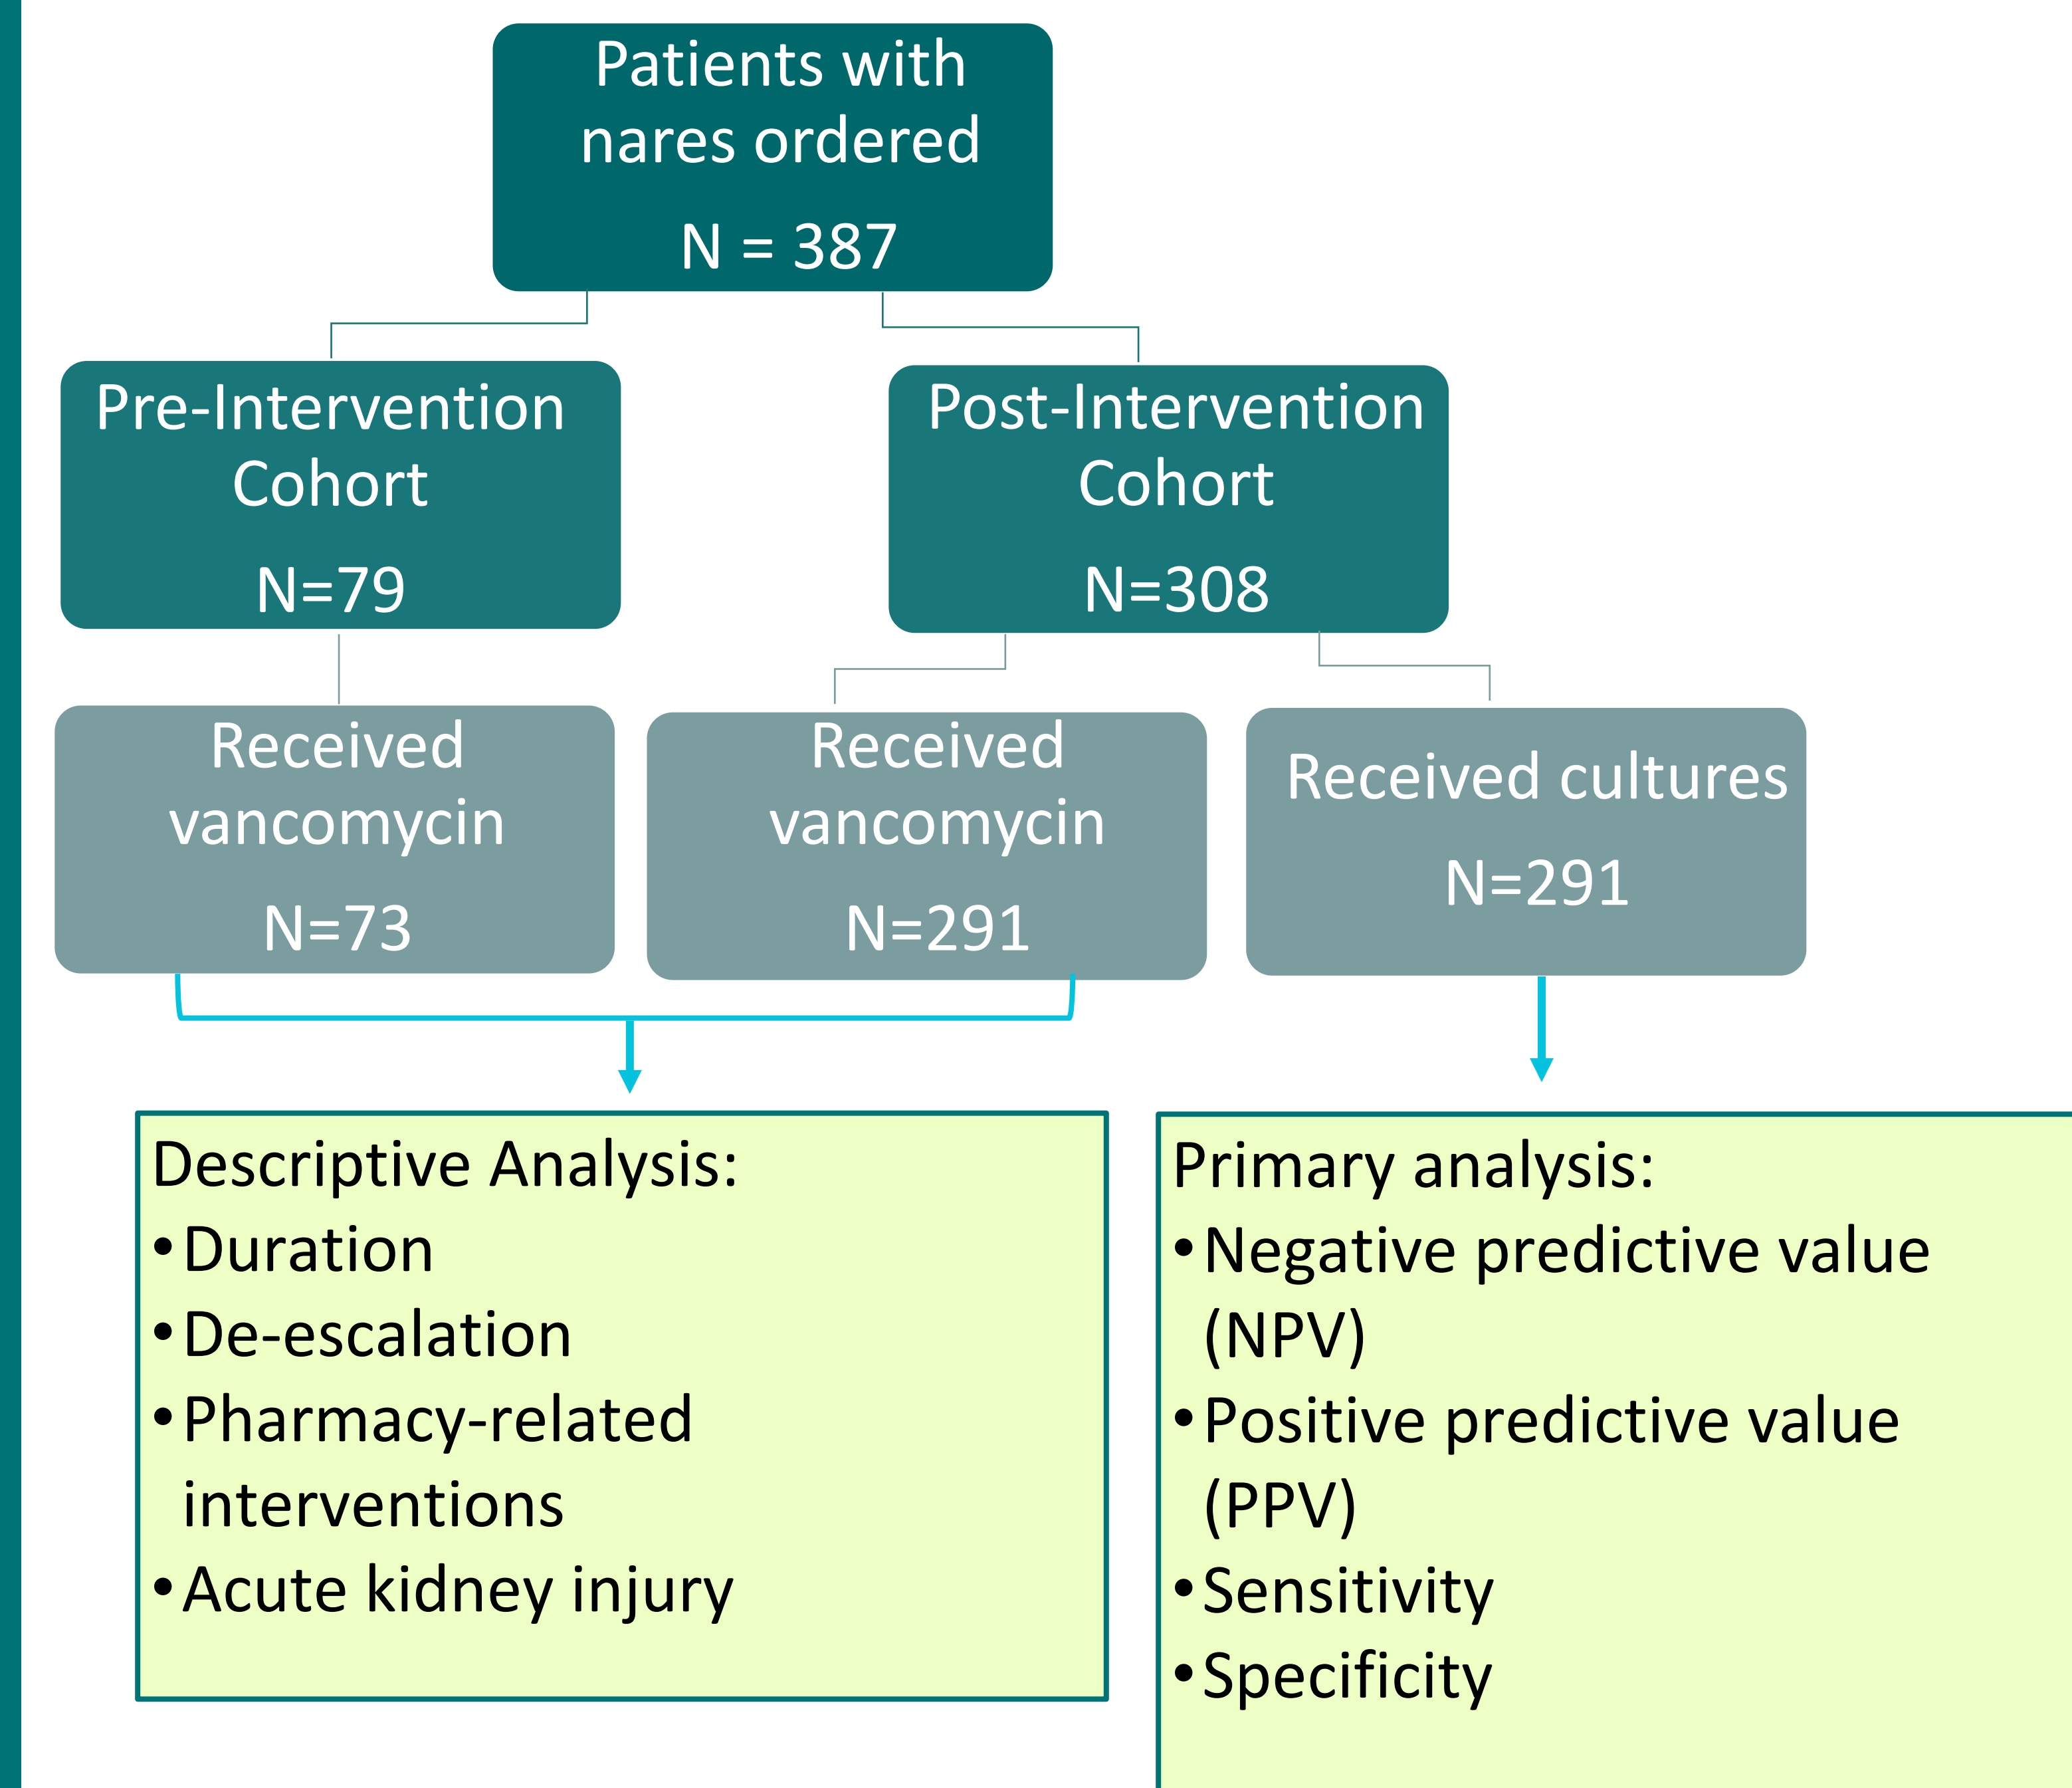 Patients with
nares ordered
N = 387
Pre-Intervention
Cohort
N=79
Post-Intervention
Cohort
N=308
Received
vancomycin
N=73
Received
vancomycin
N=291
Received cultures
N=291
Descriptive Analysis:
•Duration
•De-escalation
•Pharmacy-related
interventions
•Acute kidney injury
Primary analysis:
•Negative predictive value
(NPV)
•Positive predictive value
(PPV)
•Sensitivity
•Specificity